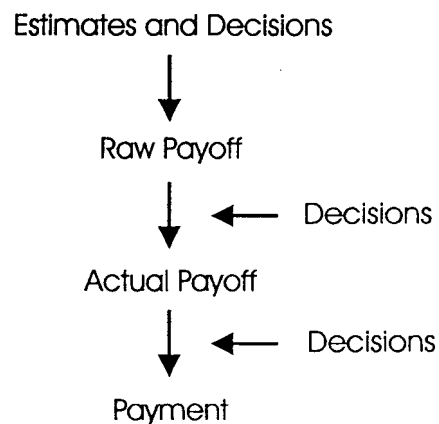 Estimates and Decisions
Raw Payoff
Decisions
Actual Payoff
Decisions
Payment